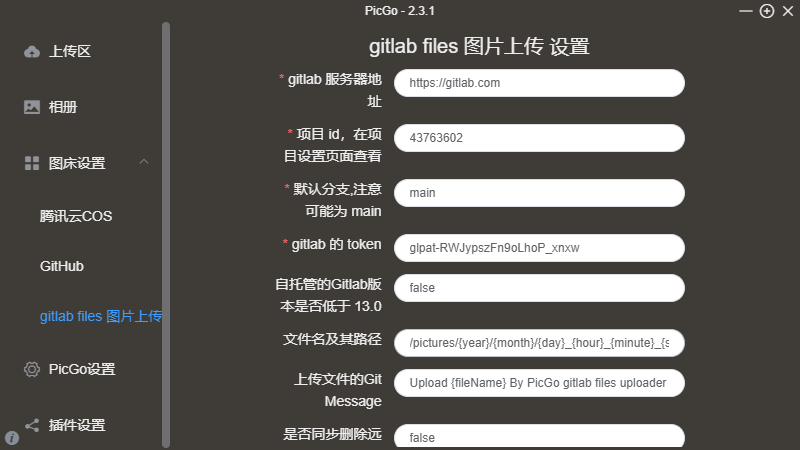 PicGo - 2.3.1
上传区
相册
图床设置
腾讯云COS
GitHub
gitlab files 图片上传
PicGo设置
插件设置
gitlab files 图片上传 设置
* gitlab 服务器地
址
https://gitlab.com
* 项目 id，在项
目设置页面查看
43763602
* 默认分支,注意
可能为 main
main
* gitlab 的 token
glpat-RWJypszFn9oLhoP_xnxw
自托管的Gitlab版
本是否低于 13.0
false
文件名及其路径
/pictures/{year}/{month}/{day}_{hour}_{minute}_{s
上传文件的Git
Message
Upload {fileName} By PicGo gitlab files uploader
是否同步删除远
false